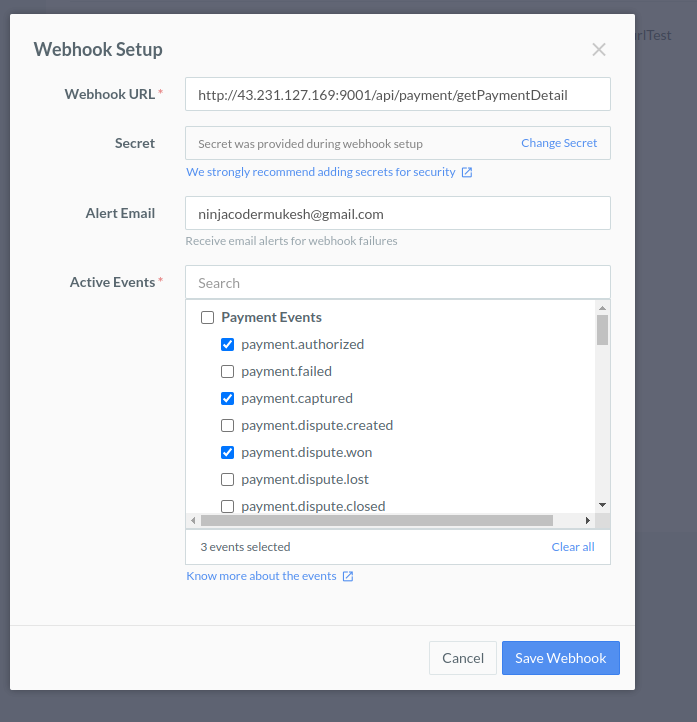 Webhook Setup
rlTest
Webhook URL * http://43.231.127.169:9001/api/payment/getPaymentDetail
Secret Secret was provided during webhook setup Change Secret
We strongly recommend adding secrets for security
Alert Email ninjacodermukesh@gmail.com
Receive email alerts for webhook failures
Active Events * Search
Payment Events
payment.authorized
payment.failed
payment.captured
payment.dispute.created
payment.dispute.won
payment.dispute.lost
payment.dispute.closed
3 events selected Clear all
Know more about the events
Cancel Save Webhook